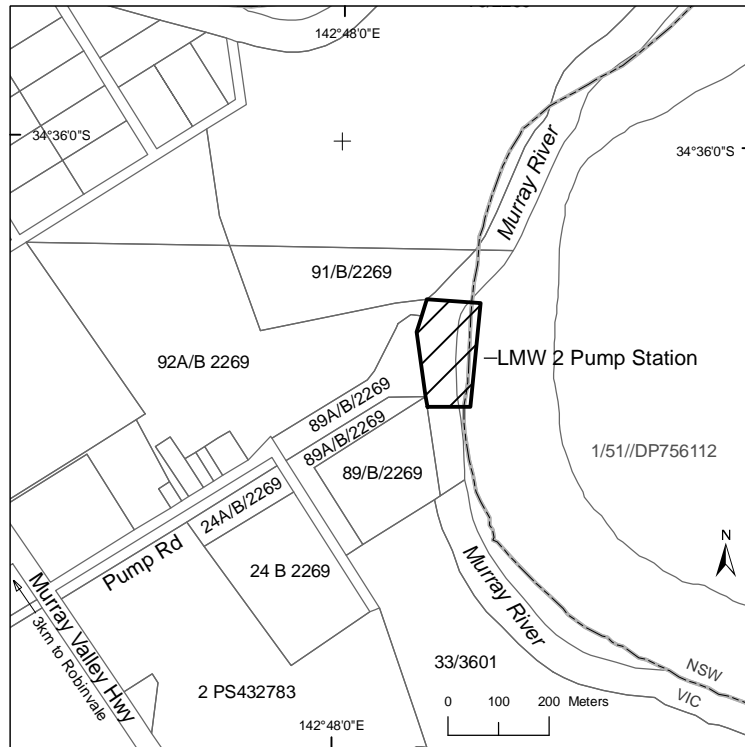 142°48'0"E
34°36'0"S
34°36'0"S
Murray River
91/B/2269
92A/B 2269
LMW 2 Pump Station
89A/B/2269
89A/B/2269
89/B/2269
1/51//DP756112
24A/B/2269
Pump Rd
24 B 2269
N
Murray Valley Hwy
3km to Robinvale
Murray River
33/3601
NSW
VIC
2 PS432783
0 100 200 Meters
142°48'0"E